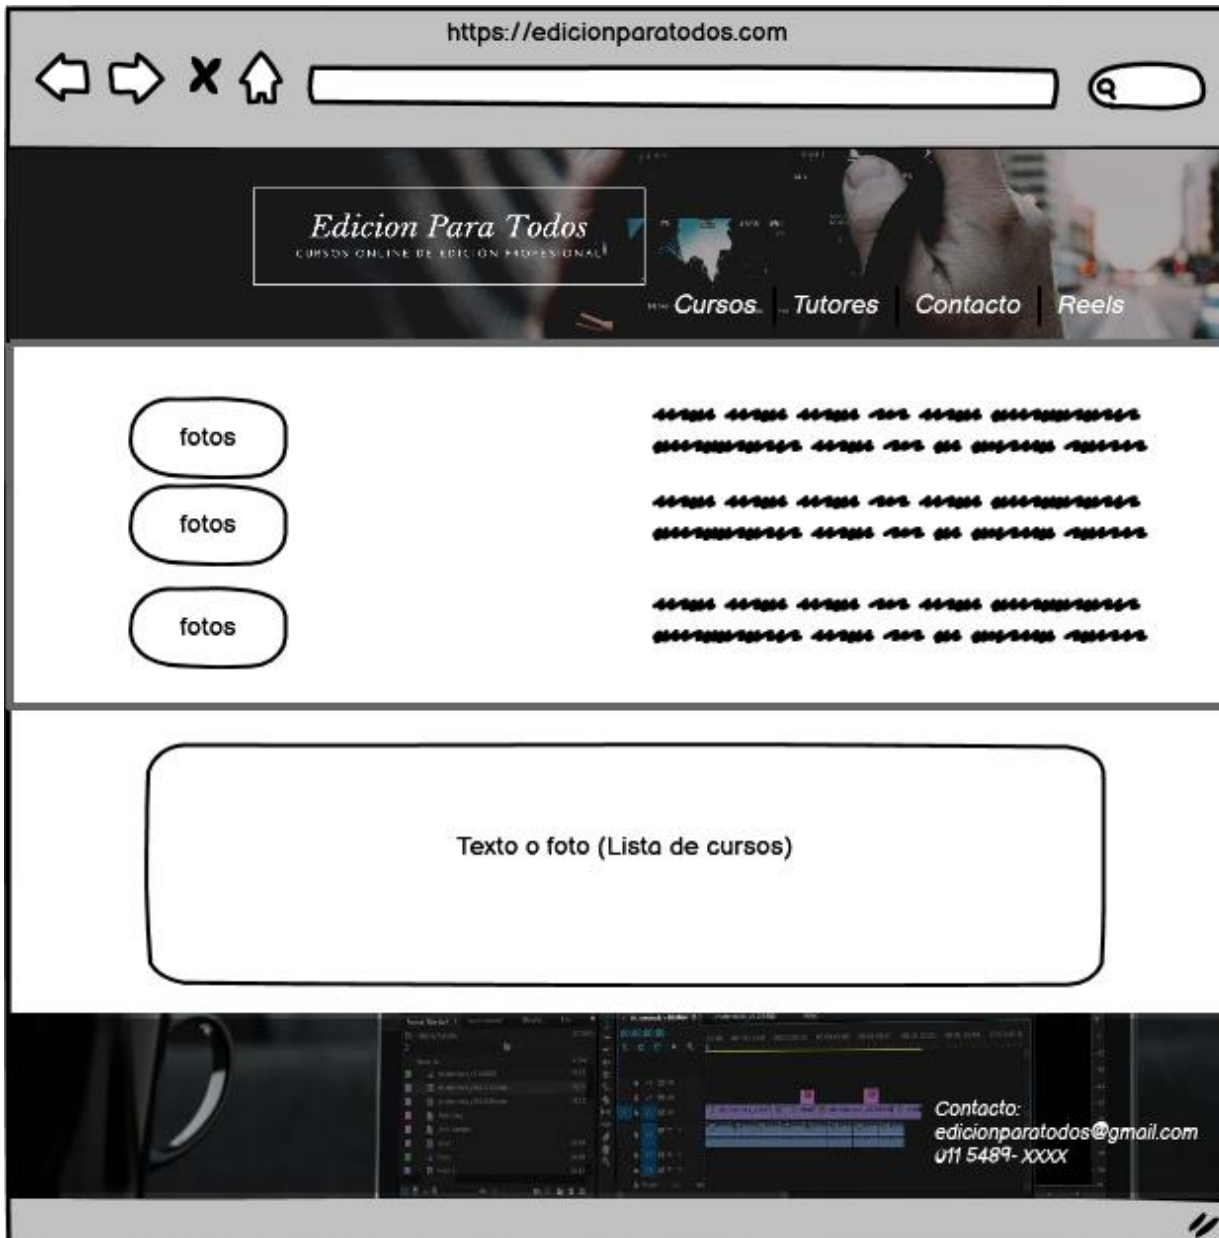 https://edicionparatodos.com
Edicion Para Todos
CURSOS ONLINE DE EDICIÓN PROFESIONAL
Cursos
Tutores
Contacto
Reels
fotos
fotos
fotos
Texto o foto (Lista de cursos)
Contacto:
edicionparatodos@gmail.com
011 5489- XXXX